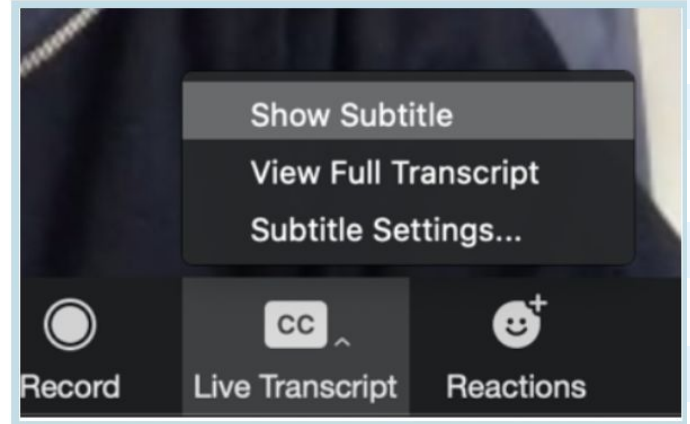 Show Subtitle
View Full Transcript
Subtitle Settings...
CC
Record
Live Transcript
Reactions